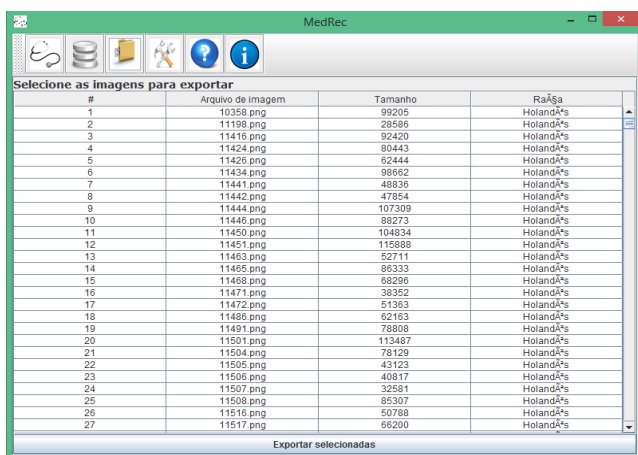 MedRec
Selecione as imagens para exportar
# Arquivo de imagem Tamanho RaÃ§a
1 10358.png 99205 HolandÃªs
2 11198.png 28586 HolandÃªs
3 11416.png 92420 HolandÃªs
4 11424.png 80443 HolandÃªs
5 11426.png 62444 HolandÃªs
6 11434.png 98662 HolandÃªs
7 11441.png 48836 HolandÃªs
8 11442.png 47854 HolandÃªs
9 11444.png 107309 HolandÃªs
10 11446.png 88273 HolandÃªs
11 11450.png 104834 HolandÃªs
12 11451.png 115888 HolandÃªs
13 11463.png 52711 HolandÃªs
14 11465.png 86333 HolandÃªs
15 11468.png 68296 HolandÃªs
16 11471.png 38352 HolandÃªs
17 11472.png 51363 HolandÃªs
18 11486.png 62163 HolandÃªs
19 11491.png 78808 HolandÃªs
20 11501.png 113487 HolandÃªs
21 11504.png 78129 HolandÃªs
22 11505.png 43123 HolandÃªs
23 11506.png 40817 HolandÃªs
24 11507.png 32581 HolandÃªs
25 11508.png 85307 HolandÃªs
26 11516.png 50788 HolandÃªs
27 11517.png 66200 HolandÃªs
Exportar selecionadas